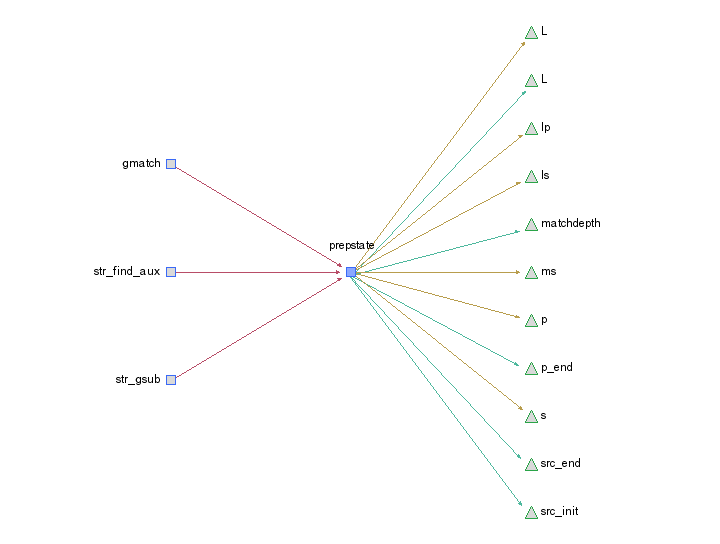 gmatch
str_find_aux
str_gsub
prepstate
L
L
lp
ls
matchdepth
ms
p
p_end
s
src_end
src_init